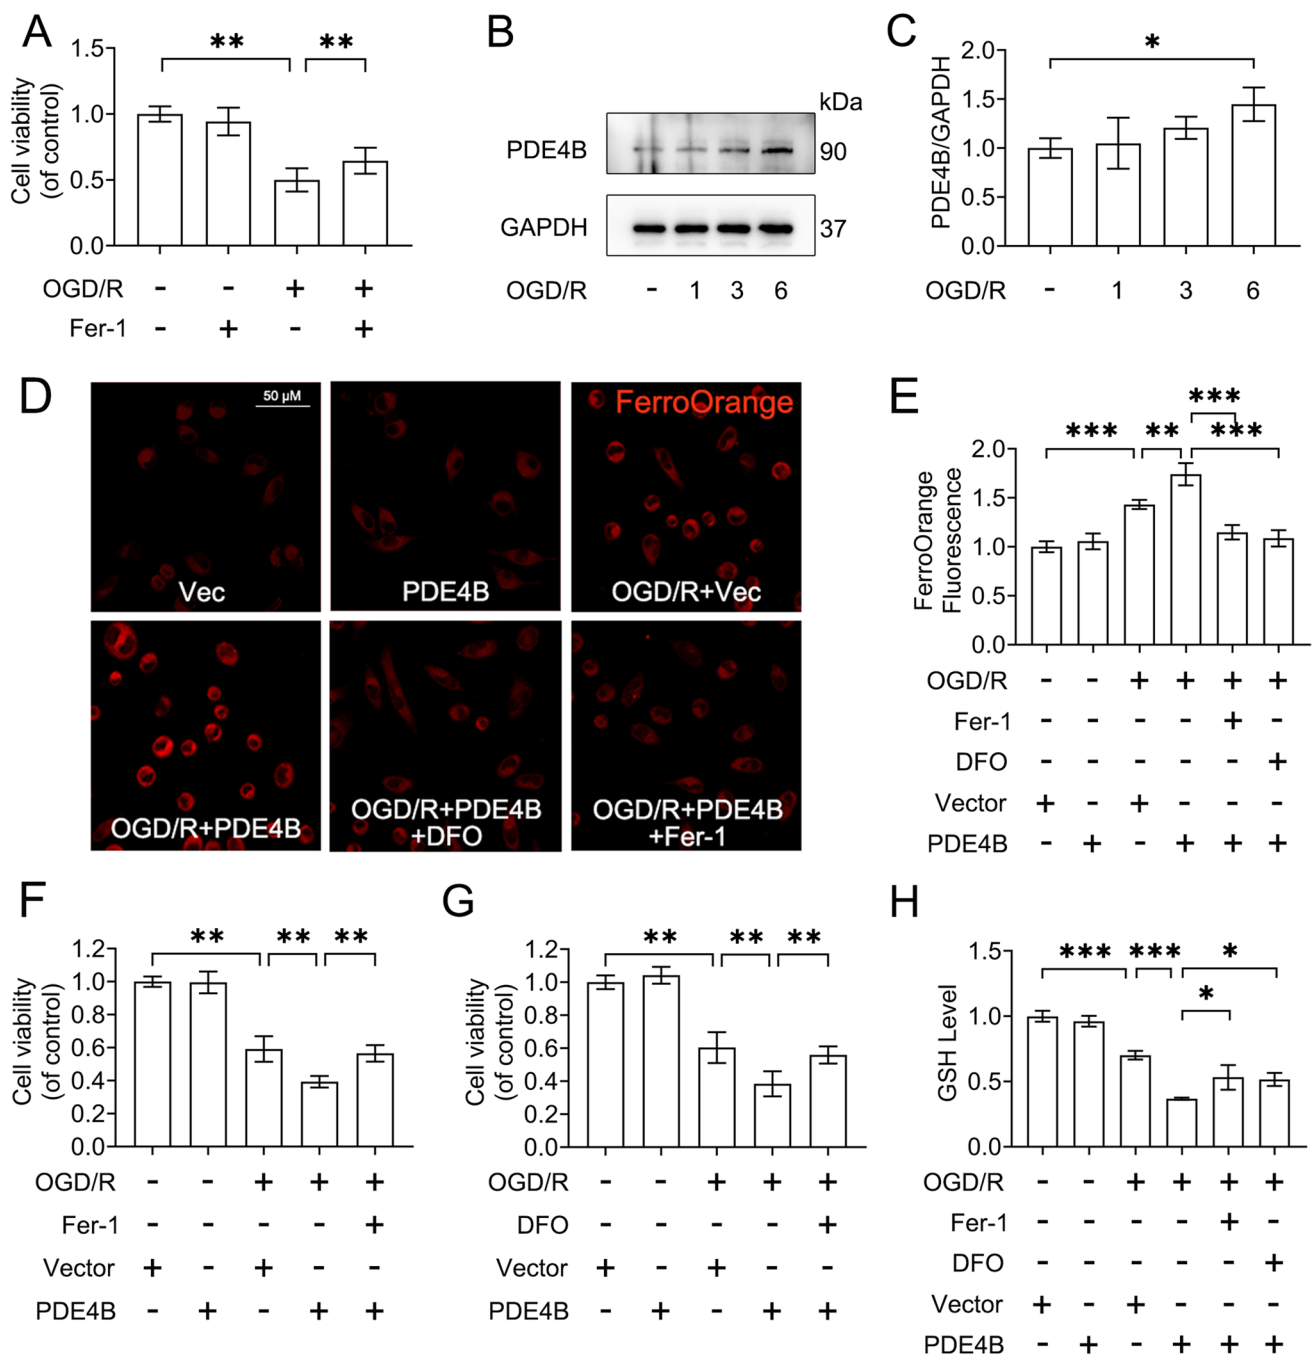 A
**
**
1.5
1.0
0.5
0.0
Cell viability
(of control)
OGD/R - - + +
Fer-1 - + - +
B
kDa
PDE4B 90
GAPDH 37
OGD/R - 1 3 6
C
*
2.0
1.5
1.0
0.5
0.0
PDE4B/GAPDH
OGD/R - 1 3 6
D
50 µM
FerroOrange
Vec
PDE4B
OGD/R+Vec
OGD/R+PDE4B
OGD/R+PDE4B
+DFO
OGD/R+PDE4B
+Fer-1
E
***
*** ** ***
2.0
1.5
1.0
0.5
0.0
FerroOrange
Fluorescence
OGD/R - - + + + +
Fer-1 - - - - + -
DFO - - - - - +
Vector + - + - - -
PDE4B - + - + + +
F
** ** **
1.2
1.0
0.8
0.6
0.4
0.2
0.0
Cell viability
(of control)
OGD/R - - + + +
Fer-1 - - - - +
Vector + - + - -
PDE4B - + - + +
G
** ** **
1.2
1.0
0.8
0.6
0.4
0.2
0.0
Cell viability
(of control)
OGD/R - - + + +
DFO - - - - +
Vector + - + - -
PDE4B - + - + +
H
*** *** *
*
1.5
1.0
0.5
0.0
GSH Level
OGD/R - - + + + +
Fer-1 - - - - + -
DFO - - - - - +
Vector + - + - - -
PDE4B - + - + + +